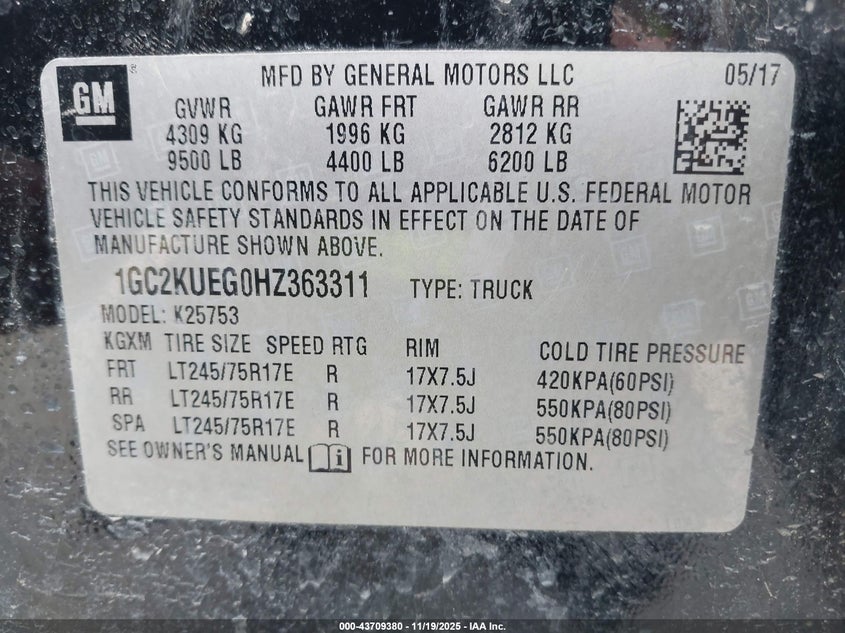 GM
MFD BY GENERAL MOTORS LLC 05/17
GVWR GAWR FRT GAWR RR
4309 KG 1996 KG 2812 KG
9500 LB 4400 LB 6200 LB
THIS VEHICLE CONFORMS TO ALL APPLICABLE U.S. FEDERAL MOTOR
VEHICLE SAFETY STANDARDS IN EFFECT ON THE DATE OF
MANUFACTURE SHOWN ABOVE.
1GC2KUEG0HZ363311 TYPE: TRUCK
MODEL: K25753
KGXM TIRE SIZE SPEED RTG RIM COLD TIRE PRESSURE
FRT LT245/75R17E R 17X7.5J 420KPA(60PSI)
RR LT245/75R17E R 17X7.5J 550KPA(80PSI)
SPA LT245/75R17E R 17X7.5J 550KPA(80PSI)
SEE OWNER'S MANUAL i FOR MORE INFORMATION.
000-43709380 - 11/19/2025 - IAA Inc.